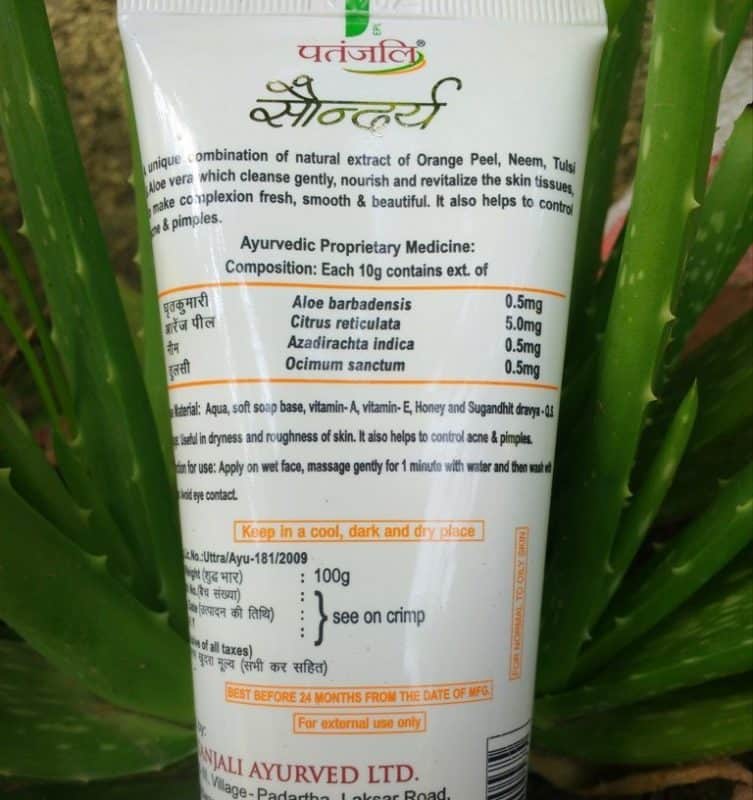 पतंजलि®
सौन्दर्य
unique combination of natural extract of Orange Peel, Neem, Tulsi
Aloe vera which cleanse gently, nourish and revitalize the skin tissues,
make complexion fresh, smooth & beautiful. It also helps to control
& pimples.
Ayurvedic Proprietary Medicine:
Composition: Each 10g contains ext. of
घृतकुमारी Aloe barbadensis 0.5mg
आरेंज पील Citrus reticulata 5.0mg
नीम Azadirachta indica 0.5mg
तुलसी Ocimum sanctum 0.5mg
Material: Aqua, soft soap base, vitamin-A, vitamin-E, Honey and Sugandhit dravya - Q.S.
Useful in dryness and roughness of skin. It also helps to control acne & pimples.
for use: Apply on wet face, massage gently for 1 minute with water and then wash with
Avoid eye contact.
Keep in a cool, dark and dry place
FOR NORMAL TO OILY SKIN
No.:Uttra/Ayu-181/2009
(शुद्ध भार) : 100g
(बैच संख्या) :
(उत्पादन की तिथि) : } see on crimp
:
of all taxes)
खुदरा मूल्य (सभी कर सहित)
BEST BEFORE 24 MONTHS FROM THE DATE OF MFG.
For external use only
by:
ANJALI AYURVED LTD.
Village - Padartha, Laksar Road,